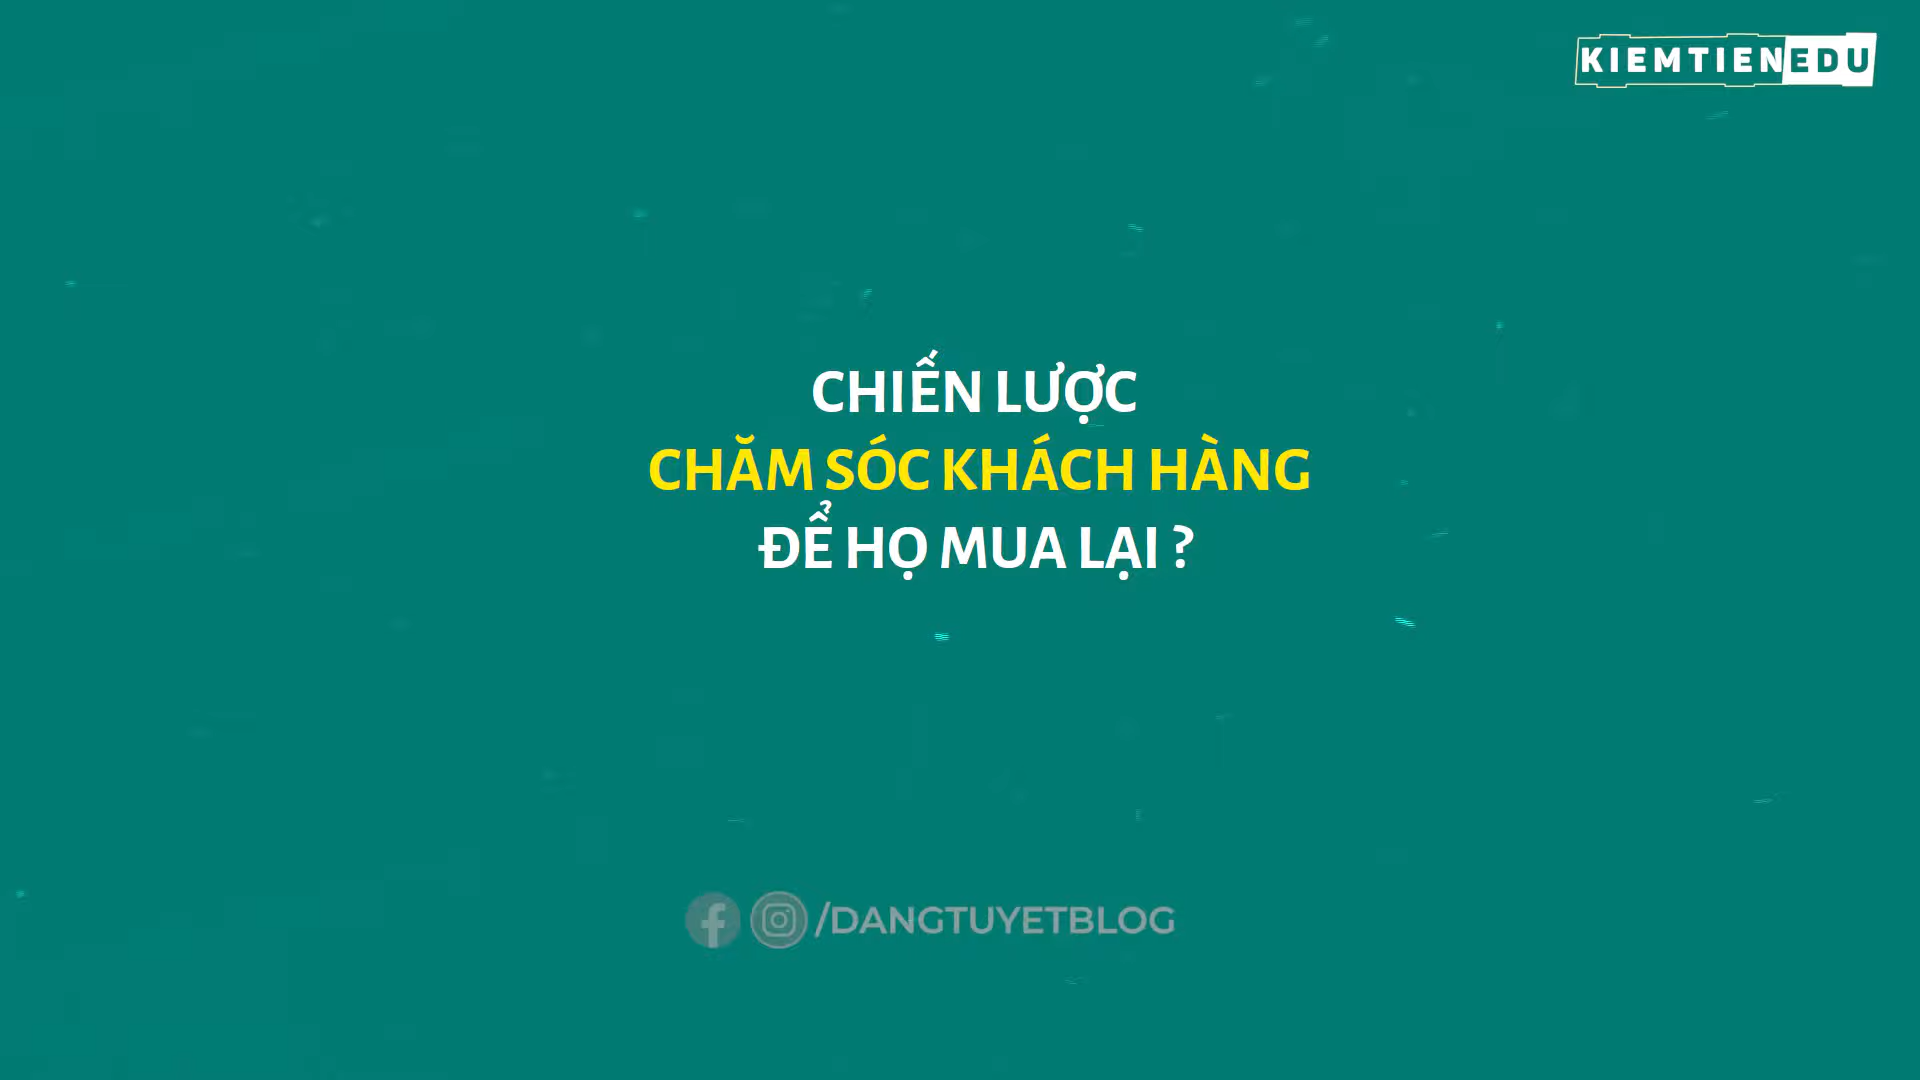 KIEMTIENEDU
CHIẾN LƯỢC
CHĂM SÓC KHÁCH HÀNG
ĐỂ HỌ MUA LẠI ?
/DANGTUYETBLOG